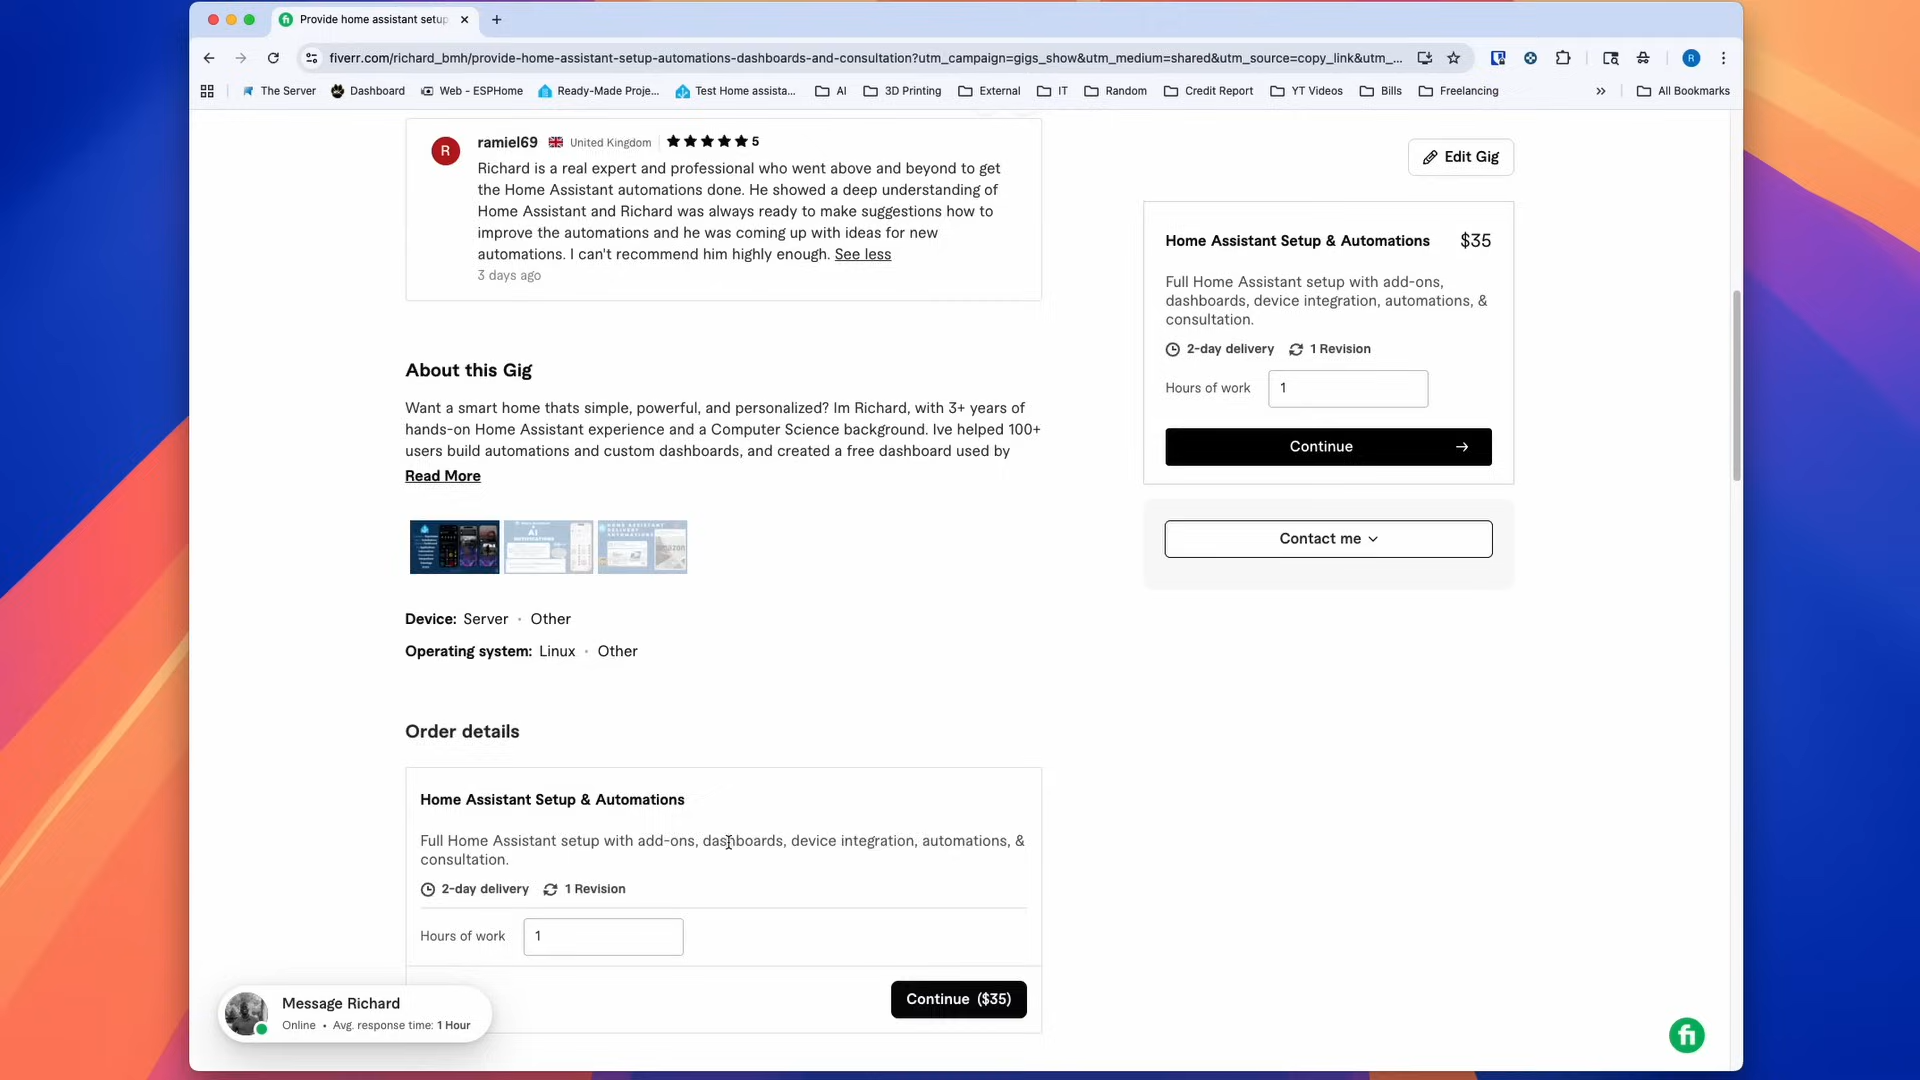 Provide home assistant setup
fiverr.com/richard_bmh/provide-home-assistant-setup-automations-dashboards-and-consultation?utm_campaign=gigs_show&utm_medium=shared&utm_source=copy_link&utm_...
R
The Server
Dashboard
Web - ESPHome
Ready-Made Proje...
Test Home assista...
AI
3D Printing
External
IT
Random
Credit Report
YT Videos
Bills
Freelancing
»
All Bookmarks
R
ramiel69
United Kingdom
5
Richard is a real expert and professional who went above and beyond to get
the Home Assistant automations done. He showed a deep understanding of
Home Assistant and Richard was always ready to make suggestions how to
improve the automations and he was coming up with ideas for new
automations. I can't recommend him highly enough. See less
3 days ago
Edit Gig
Home Assistant Setup & Automations $35
Full Home Assistant setup with add-ons,
dashboards, device integration, automations, &
consultation.
2-day delivery 1 Revision
Hours of work 1
Continue
Contact me
About this Gig
Want a smart home thats simple, powerful, and personalized? Im Richard, with 3+ years of
hands-on Home Assistant experience and a Computer Science background. Ive helped 100+
users build automations and custom dashboards, and created a free dashboard used by
Read More
Device: Server · Other
Operating system: Linux · Other
Order details
Home Assistant Setup & Automations
Full Home Assistant setup with add-ons, dashboards, device integration, automations, &
consultation.
2-day delivery 1 Revision
Hours of work 1
Continue ($35)
Message Richard
Online • Avg. response time: 1 Hour
fi